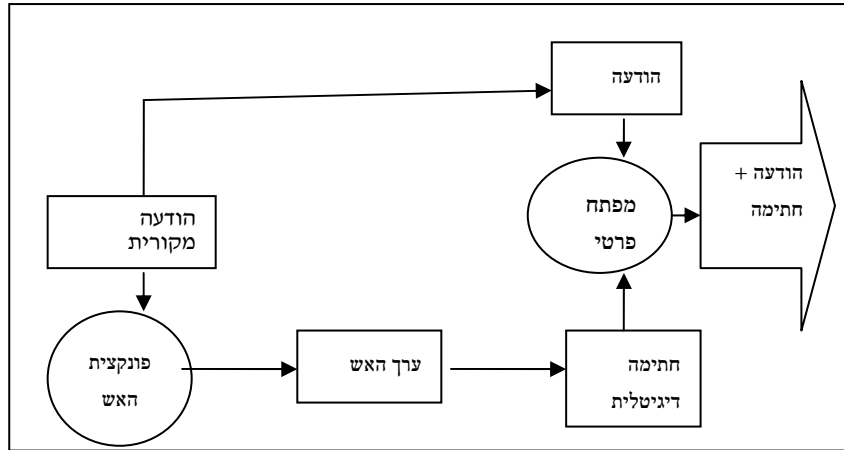 הודעה
הודעה +
חתימה
מפתח
פרטי
הודעה
מקורית
פונקצית
האש
ערך האש
חתימה
דיגיטלית